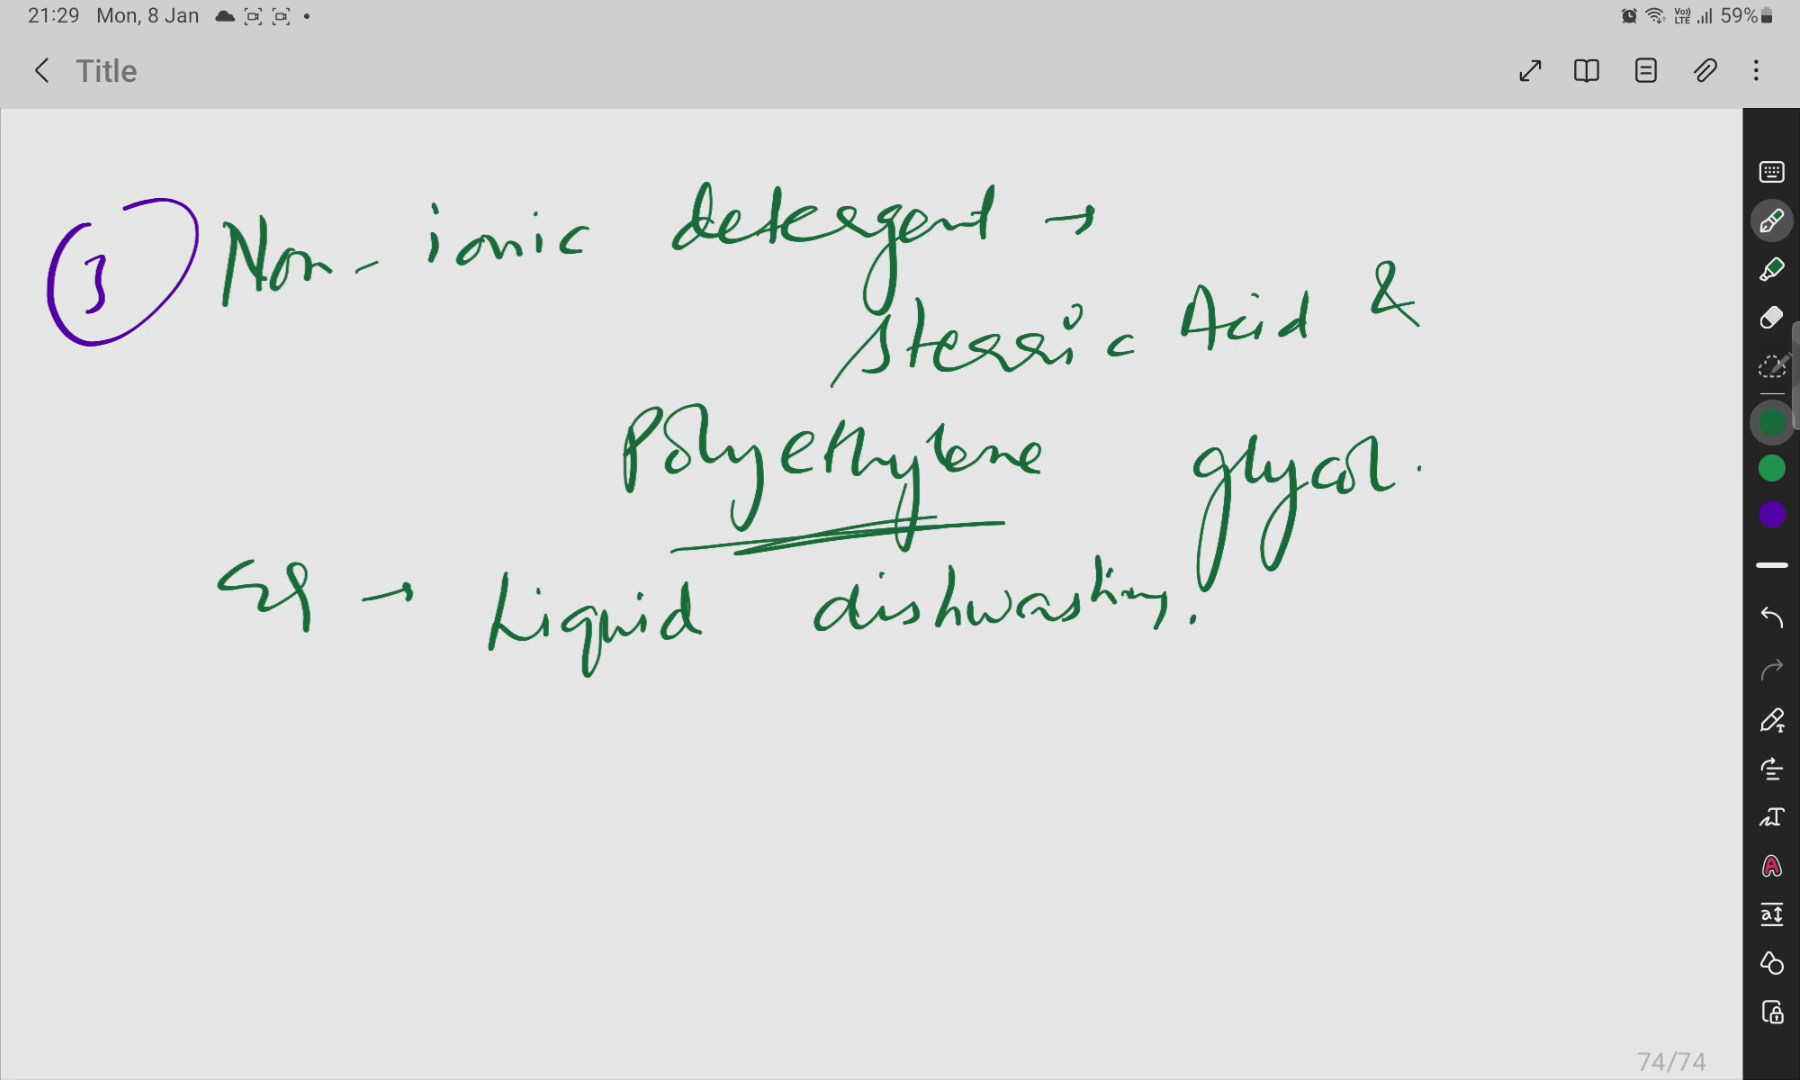 21:29 Mon, 8 Jan 59%
Title
3 Non-ionic detergent →
Stearic Acid &
Polyethylene glycol.
Eg → Liquid dishwashing.
74/74